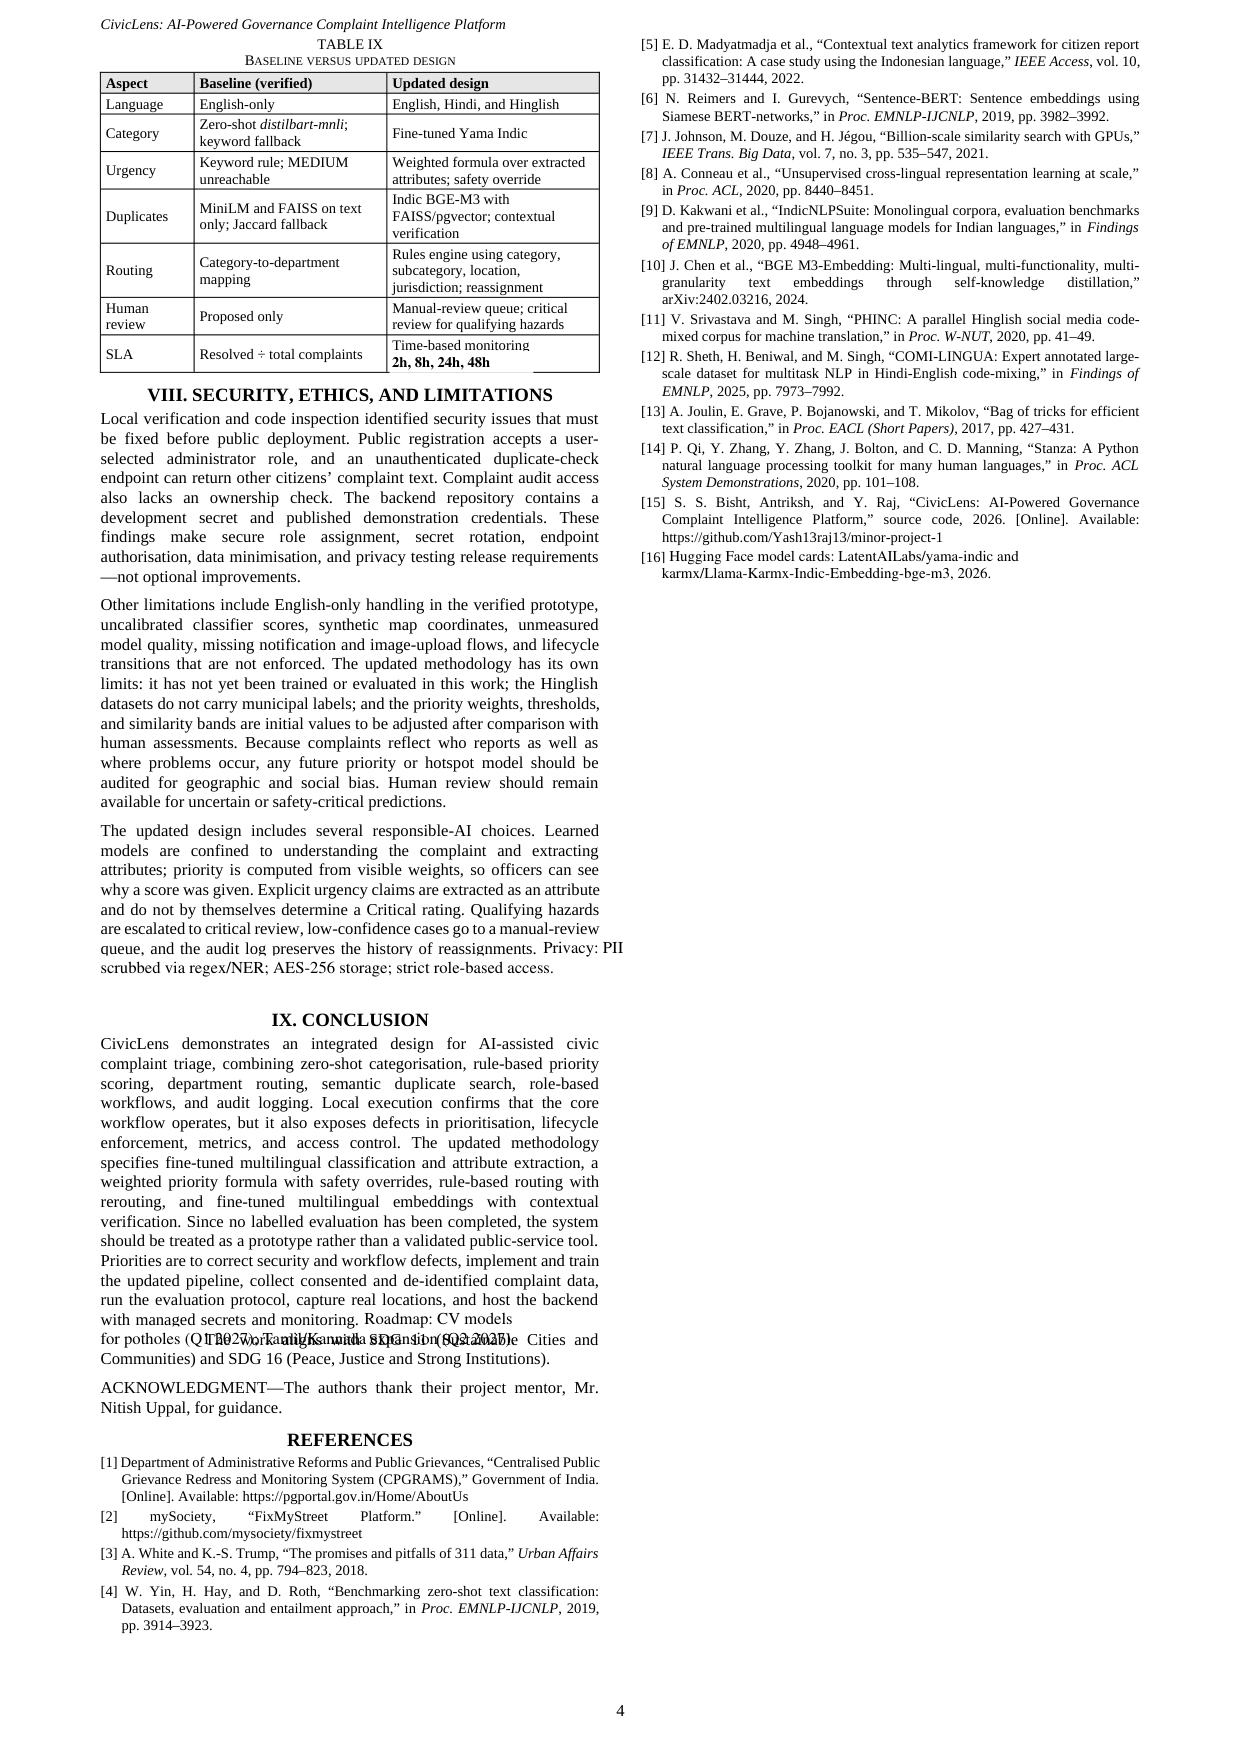 CivicLens: AI-Powered Governance Complaint Intelligence Platform
TABLE IX
BASELINE VERSUS UPDATED DESIGN
Aspect Baseline (verified) Updated design
Language English-only English, Hindi, and Hinglish
Category Zero-shot distilbart-mnli; keyword fallback Fine-tuned Yama Indic
Urgency Keyword rule; MEDIUM unreachable Weighted formula over extracted attributes; safety override
Duplicates MiniLM and FAISS on text only; Jaccard fallback Indic BGE-M3 with FAISS/pgvector; contextual verification
Routing Category-to-department mapping Rules engine using category, subcategory, location, jurisdiction; reassignment
Human review Proposed only Manual-review queue; critical review for qualifying hazards
SLA Resolved ÷ total complaints Time-based monitoring 2h, 8h, 24h, 48h
VIII. SECURITY, ETHICS, AND LIMITATIONS
Local verification and code inspection identified security issues that must
be fixed before public deployment. Public registration accepts a user-
selected administrator role, and an unauthenticated duplicate-check
endpoint can return other citizens’ complaint text. Complaint audit access
also lacks an ownership check. The backend repository contains a
development secret and published demonstration credentials. These
findings make secure role assignment, secret rotation, endpoint
authorisation, data minimisation, and privacy testing release requirements
—not optional improvements.
Other limitations include English-only handling in the verified prototype,
uncalibrated classifier scores, synthetic map coordinates, unmeasured
model quality, missing notification and image-upload flows, and lifecycle
transitions that are not enforced. The updated methodology has its own
limits: it has not yet been trained or evaluated in this work; the Hinglish
datasets do not carry municipal labels; and the priority weights, thresholds,
and similarity bands are initial values to be adjusted after comparison with
human assessments. Because complaints reflect who reports as well as
where problems occur, any future priority or hotspot model should be
audited for geographic and social bias. Human review should remain
available for uncertain or safety-critical predictions.
The updated design includes several responsible-AI choices. Learned
models are confined to understanding the complaint and extracting
attributes; priority is computed from visible weights, so officers can see
why a score was given. Explicit urgency claims are extracted as an attribute
and do not by themselves determine a Critical rating. Qualifying hazards
are escalated to critical review, low-confidence cases go to a manual-review
queue, and the audit log preserves the history of reassignments. Privacy: PII
scrubbed via regex/NER; AES-256 storage; strict role-based access.
IX. CONCLUSION
CivicLens demonstrates an integrated design for AI-assisted civic
complaint triage, combining zero-shot categorisation, rule-based priority
scoring, department routing, semantic duplicate search, role-based
workflows, and audit logging. Local execution confirms that the core
workflow operates, but it also exposes defects in prioritisation, lifecycle
enforcement, metrics, and access control. The updated methodology
specifies fine-tuned multilingual classification and attribute extraction, a
weighted priority formula with safety overrides, rule-based routing with
rerouting, and fine-tuned multilingual embeddings with contextual
verification. Since no labelled evaluation has been completed, the system
should be treated as a prototype rather than a validated public-service tool.
Priorities are to correct security and workflow defects, implement and train
the updated pipeline, collect consented and de-identified complaint data,
run the evaluation protocol, capture real locations, and host the backend
with managed secrets and monitoring. Roadmap: CV models
for potholes (Q1 2027); Tamil/Kannada expansion (Q2 2027).
The work aligns with SDG 11 (Sustainable Cities and
Communities) and SDG 16 (Peace, Justice and Strong Institutions).
ACKNOWLEDGMENT—The authors thank their project mentor, Mr.
Nitish Uppal, for guidance.
REFERENCES
[1] Department of Administrative Reforms and Public Grievances, “Centralised Public
Grievance Redress and Monitoring System (CPGRAMS),” Government of India.
[Online]. Available: https://pgportal.gov.in/Home/AboutUs
[2] mySociety, “FixMyStreet Platform.” [Online]. Available:
https://github.com/mysociety/fixmystreet
[3] A. White and K.-S. Trump, “The promises and pitfalls of 311 data,” Urban Affairs
Review, vol. 54, no. 4, pp. 794–823, 2018.
[4] W. Yin, H. Hay, and D. Roth, “Benchmarking zero-shot text classification:
Datasets, evaluation and entailment approach,” in Proc. EMNLP-IJCNLP, 2019,
pp. 3914–3923.
[5] E. D. Madyatmadja et al., “Contextual text analytics framework for citizen report
classification: A case study using the Indonesian language,” IEEE Access, vol. 10,
pp. 31432–31444, 2022.
[6] N. Reimers and I. Gurevych, “Sentence-BERT: Sentence embeddings using
Siamese BERT-networks,” in Proc. EMNLP-IJCNLP, 2019, pp. 3982–3992.
[7] J. Johnson, M. Douze, and H. Jégou, “Billion-scale similarity search with GPUs,”
IEEE Trans. Big Data, vol. 7, no. 3, pp. 535–547, 2021.
[8] A. Conneau et al., “Unsupervised cross-lingual representation learning at scale,”
in Proc. ACL, 2020, pp. 8440–8451.
[9] D. Kakwani et al., “IndicNLPSuite: Monolingual corpora, evaluation benchmarks
and pre-trained multilingual language models for Indian languages,” in Findings
of EMNLP, 2020, pp. 4948–4961.
[10] J. Chen et al., “BGE M3-Embedding: Multi-lingual, multi-functionality, multi-
granularity text embeddings through self-knowledge distillation,”
arXiv:2402.03216, 2024.
[11] V. Srivastava and M. Singh, “PHINC: A parallel Hinglish social media code-
mixed corpus for machine translation,” in Proc. W-NUT, 2020, pp. 41–49.
[12] R. Sheth, H. Beniwal, and M. Singh, “COMI-LINGUA: Expert annotated large-
scale dataset for multitask NLP in Hindi-English code-mixing,” in Findings of
EMNLP, 2025, pp. 7973–7992.
[13] A. Joulin, E. Grave, P. Bojanowski, and T. Mikolov, “Bag of tricks for efficient
text classification,” in Proc. EACL (Short Papers), 2017, pp. 427–431.
[14] P. Qi, Y. Zhang, Y. Zhang, J. Bolton, and C. D. Manning, “Stanza: A Python
natural language processing toolkit for many human languages,” in Proc. ACL
System Demonstrations, 2020, pp. 101–108.
[15] S. S. Bisht, Antriksh, and Y. Raj, “CivicLens: AI-Powered Governance
Complaint Intelligence Platform,” source code, 2026. [Online]. Available:
https://github.com/Yash13raj13/minor-project-1
[16] Hugging Face model cards: LatentAILabs/yama-indic and
karmx/Llama-Karmx-Indic-Embedding-bge-m3, 2026.
4